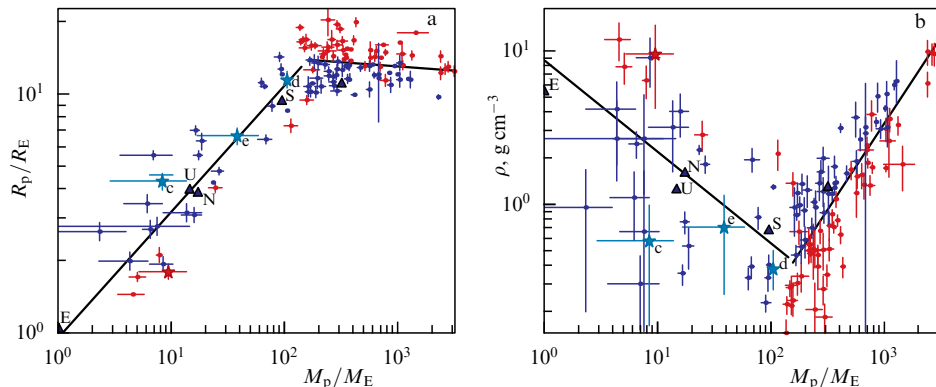 a
10¹
R_p/R_E
10⁰
10⁰ 10¹ 10² 10³
M_p/M_E
E
c
U
N
e
S
d
b
10¹
ρ, g cm⁻³
10⁰
10⁰ 10¹ 10² 10³
M_p/M_E
E
N
U
c
e
S
d